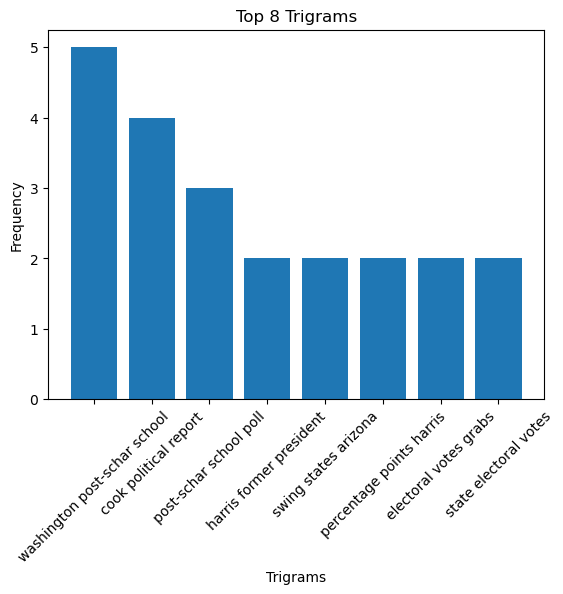 Top 8 Trigrams
5
4
3
2
1
0
Frequency
washington post-schar school
cook political report
post-schar school poll
harris former president
swing states arizona
percentage points harris
electoral votes grabs
state electoral votes
Trigrams